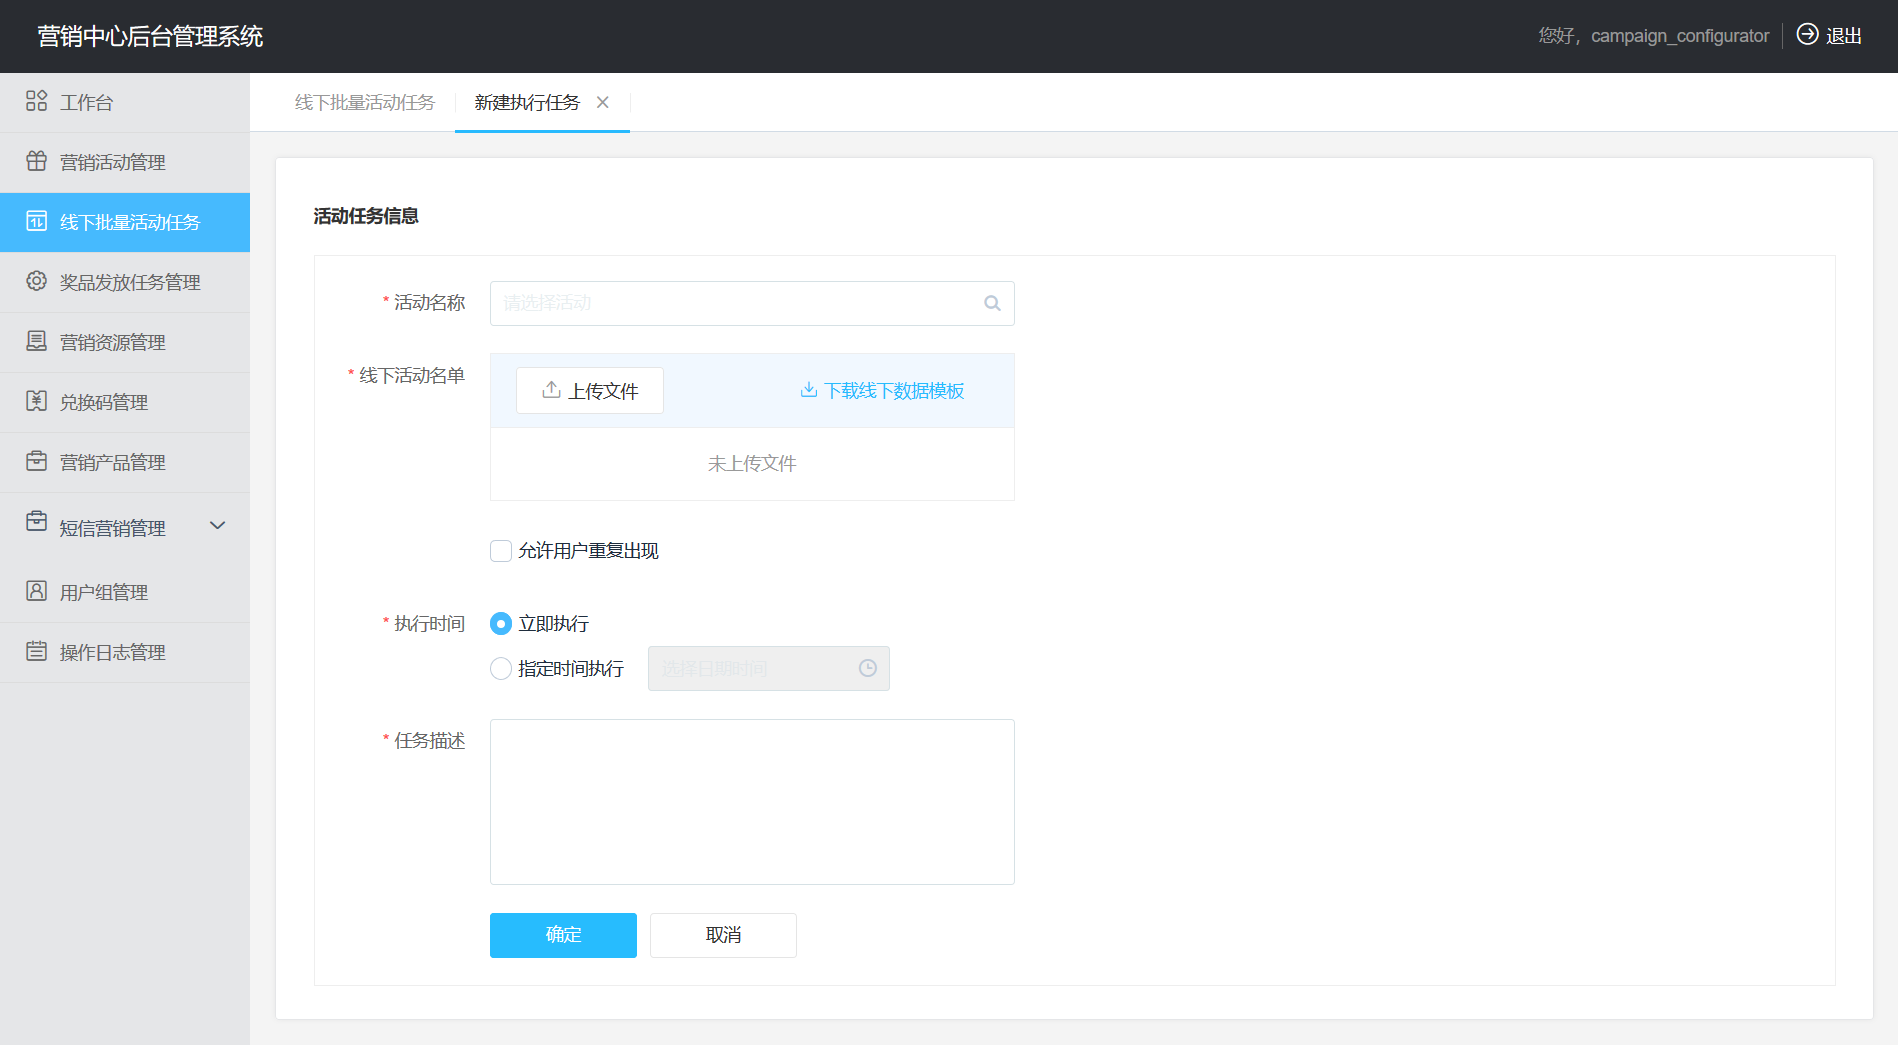 营销中心后台管理系统
您好，campaign_configurator
退出
工作台
营销活动管理
线下批量活动任务
奖品发放任务管理
营销资源管理
兑换码管理
营销产品管理
短信营销管理
用户组管理
操作日志管理
线下批量活动任务
新建执行任务
活动任务信息
* 活动名称
请选择活动
* 线下活动名单
上传文件
下载线下数据模板
未上传文件
允许用户重复出现
* 执行时间
立即执行
指定时间执行
选择日期时间
* 任务描述
确定
取消